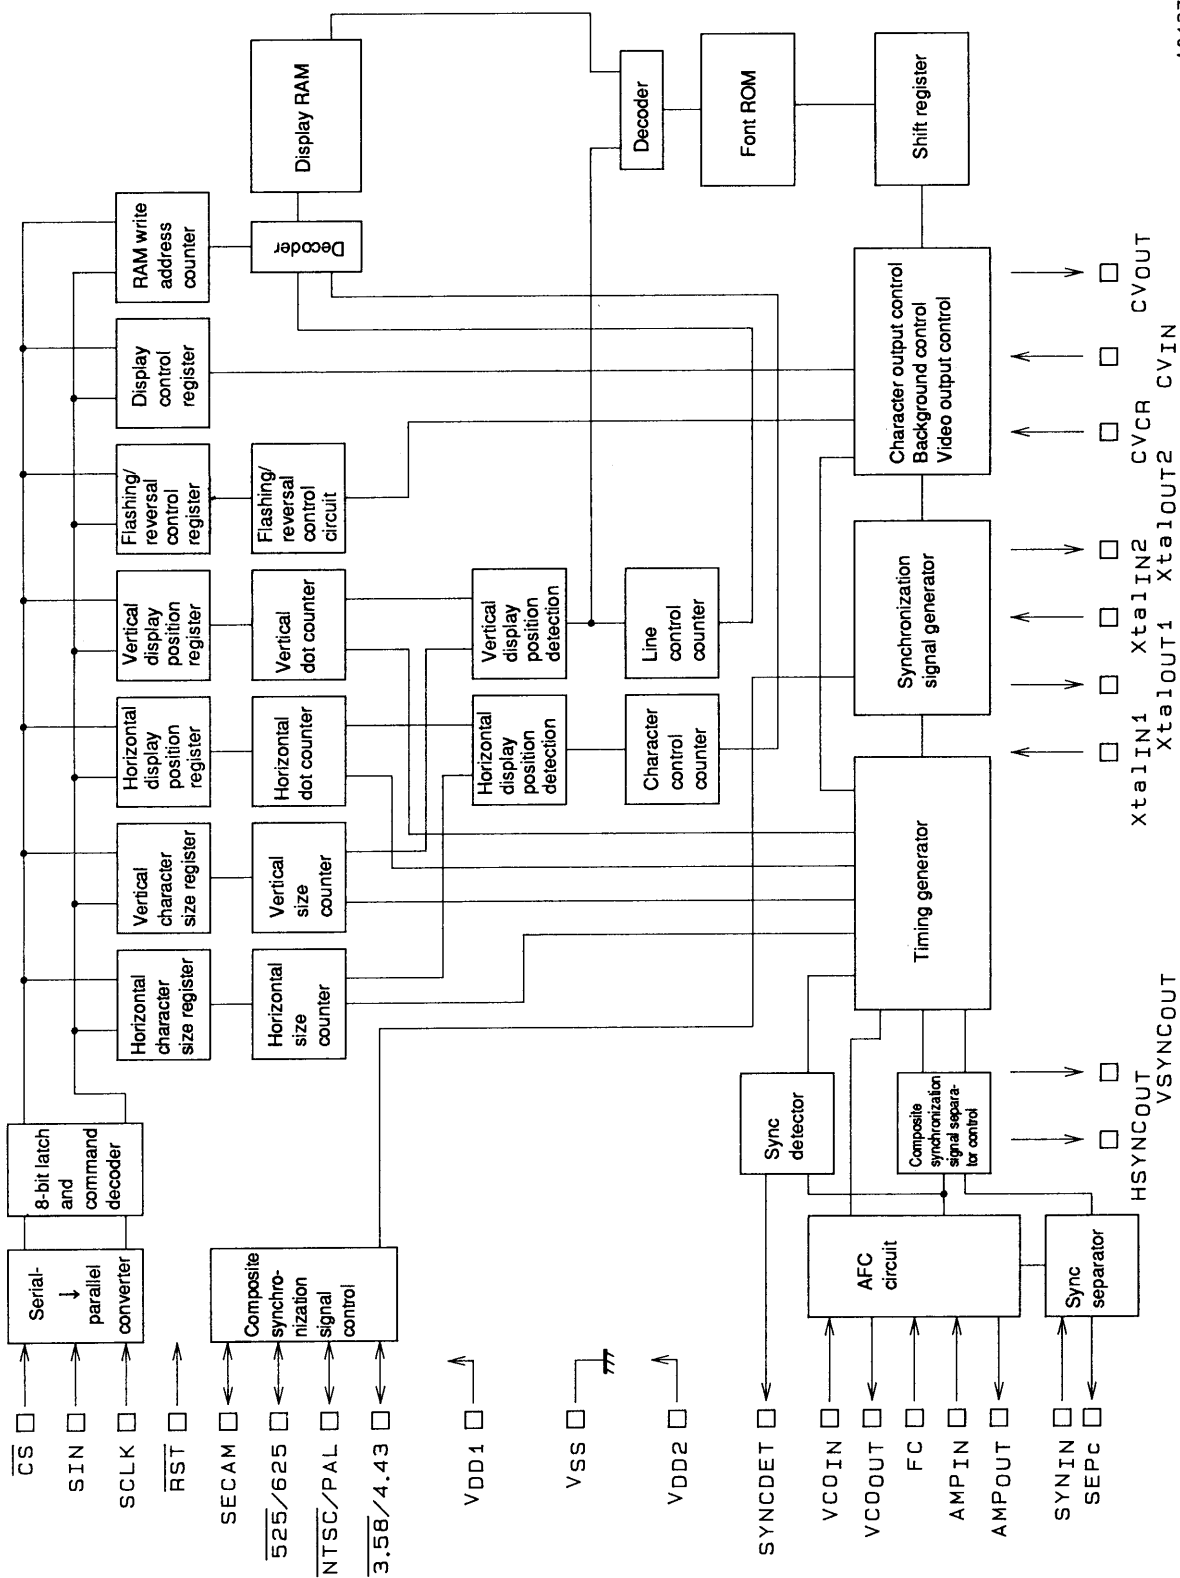 CS
SIN
SCLK
RST
SECAM
525/625
NTSC/PAL
3.58/4.43
VDD1
VSS
VDD2
SYNCDET
VCOIN
VCOOUT
FC
AMPIN
AMPOUT
SYNIN
SEPC
Serial-
↓
parallel
converter
8-bit latch
and
command
decoder
Composite
synchro-
nization
signal
control
Horizontal
character
size register
Vertical
character
size register
Horizontal
display
position
register
Vertical
display
position
register
Flashing/
reversal
control
register
Display
control
register
RAM write
address
counter
Horizontal
size
counter
Vertical
size
counter
Horizontal
dot counter
Vertical
dot counter
Flashing/
reversal
control
circuit
Decoder
Display RAM
Horizontal
display
position
detection
Vertical
display
position
detection
Character
control
counter
Line
control
counter
Decoder
Font ROM
Shift register
Sync
detector
AFC
circuit
Sync
separator
Composite
synchronization
signal separa-
tor control
Timing generator
Synchronization
signal generator
Character output control
Background control
Video output control
HSYNCOUT
VSYNCOUT
XtalIN1
XtalOUT1
XtalIN2
XtalOUT2
CVCR
CVIN
CVOUT